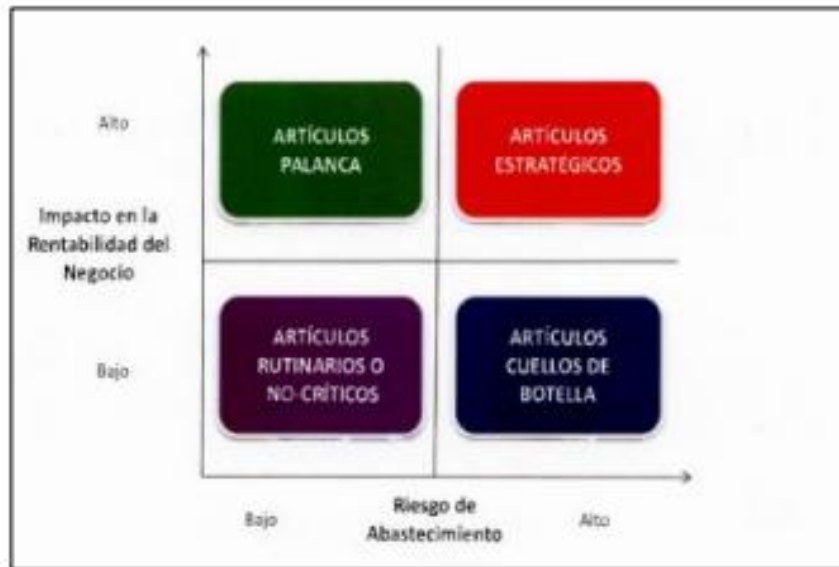 Alto
ARTÍCULOS
PALANCA
ARTÍCULOS
ESTRATÉGICOS
Impacto en la
Rentabilidad del
Negocio
Bajo
ARTÍCULOS
RUTINARIOS O
NO-CRÍTICOS
ARTÍCULOS
CUELLOS DE
BOTELLA
Bajo
Riesgo de
Abastecimiento
Alto